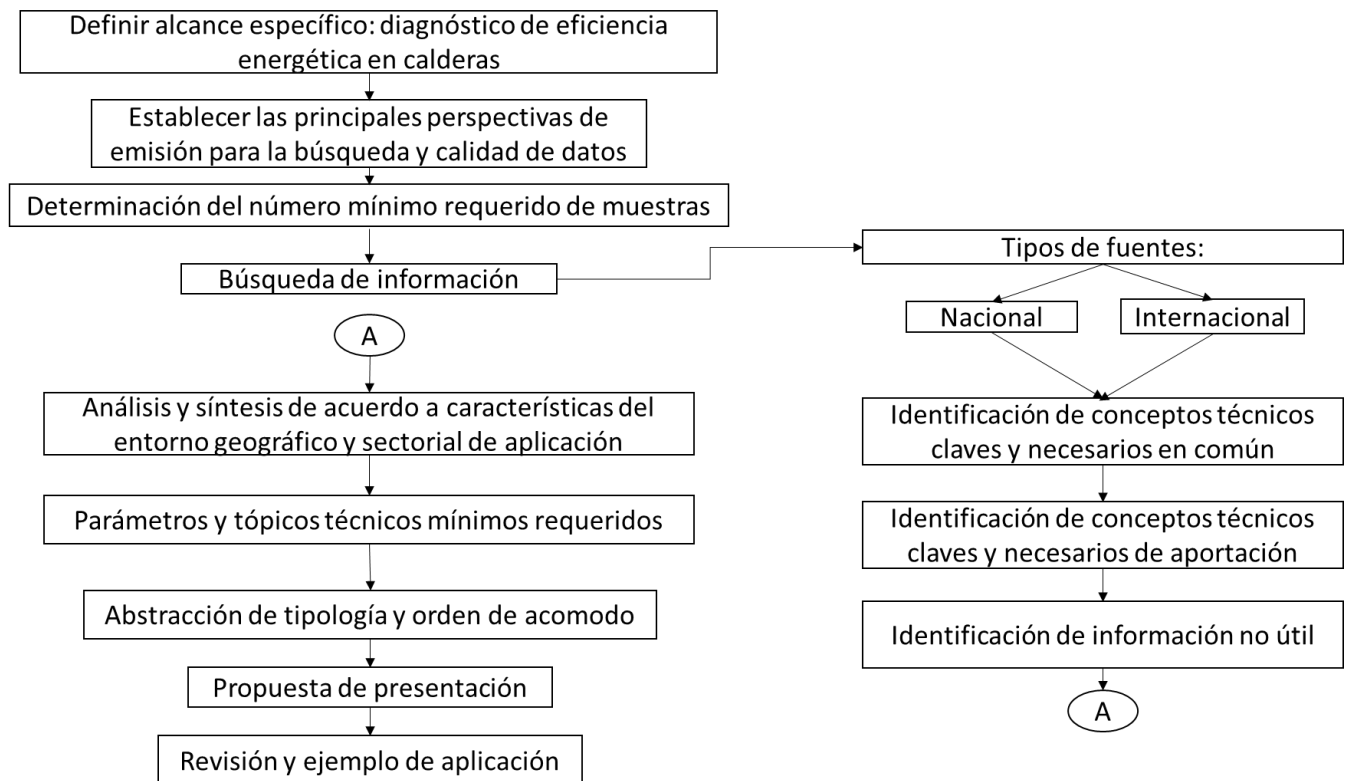 Definir alcance específico: diagnóstico de eficiencia
energética en calderas
Establecer las principales perspectivas de
emisión para la búsqueda y calidad de datos
Determinación del número mínimo requerido de muestras
Búsqueda de información
Tipos de fuentes:
Nacional
Internacional
Identificación de conceptos técnicos
claves y necesarios en común
Identificación de conceptos técnicos
claves y necesarios de aportación
Identificación de información no útil
A
A
Análisis y síntesis de acuerdo a características del
entorno geográfico y sectorial de aplicación
Parámetros y tópicos técnicos mínimos requeridos
Abstracción de tipología y orden de acomodo
Propuesta de presentación
Revisión y ejemplo de aplicación